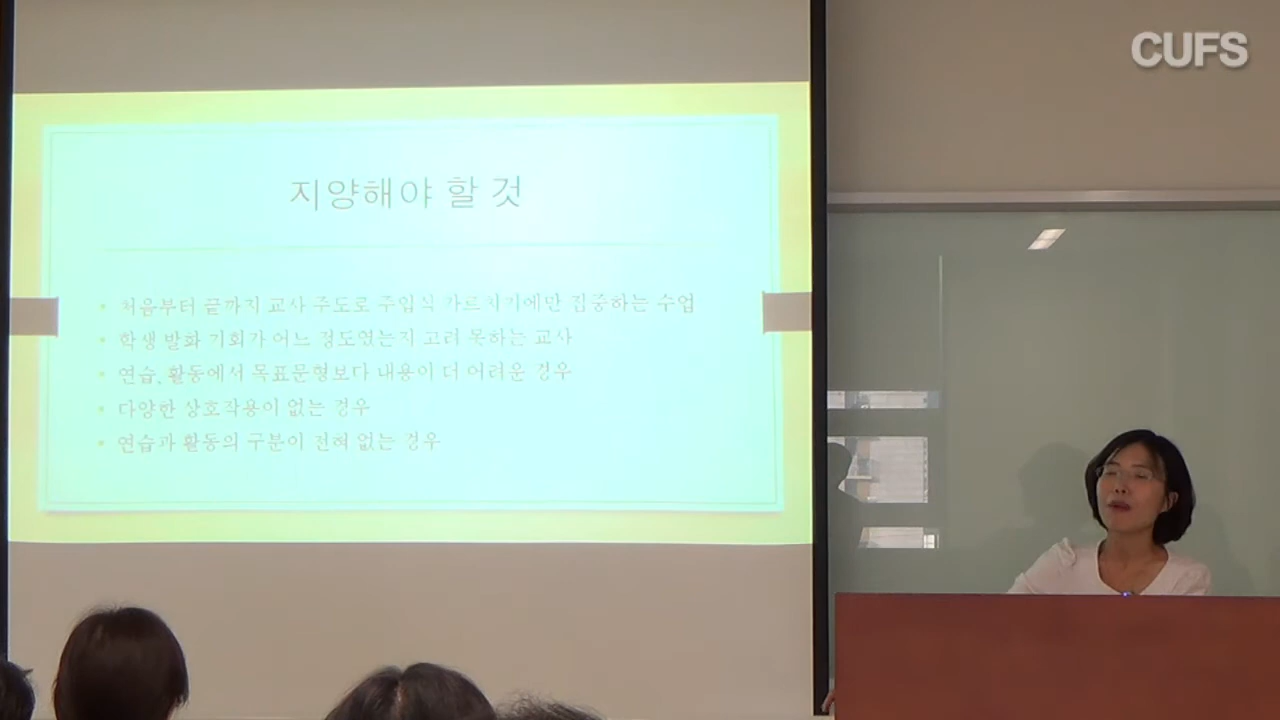 CUFS
지양해야 할 것
처음부터 끝까지 교사 주도로 주입식 가르치기에만 집중하는 수업
학생 발화 기회가 어느 정도였는지 고려 못하는 교사
연습, 활동에서 목표문형보다 내용이 더 어려운 경우
다양한 상호작용이 없는 경우
연습과 활동의 구분이 전혀 없는 경우